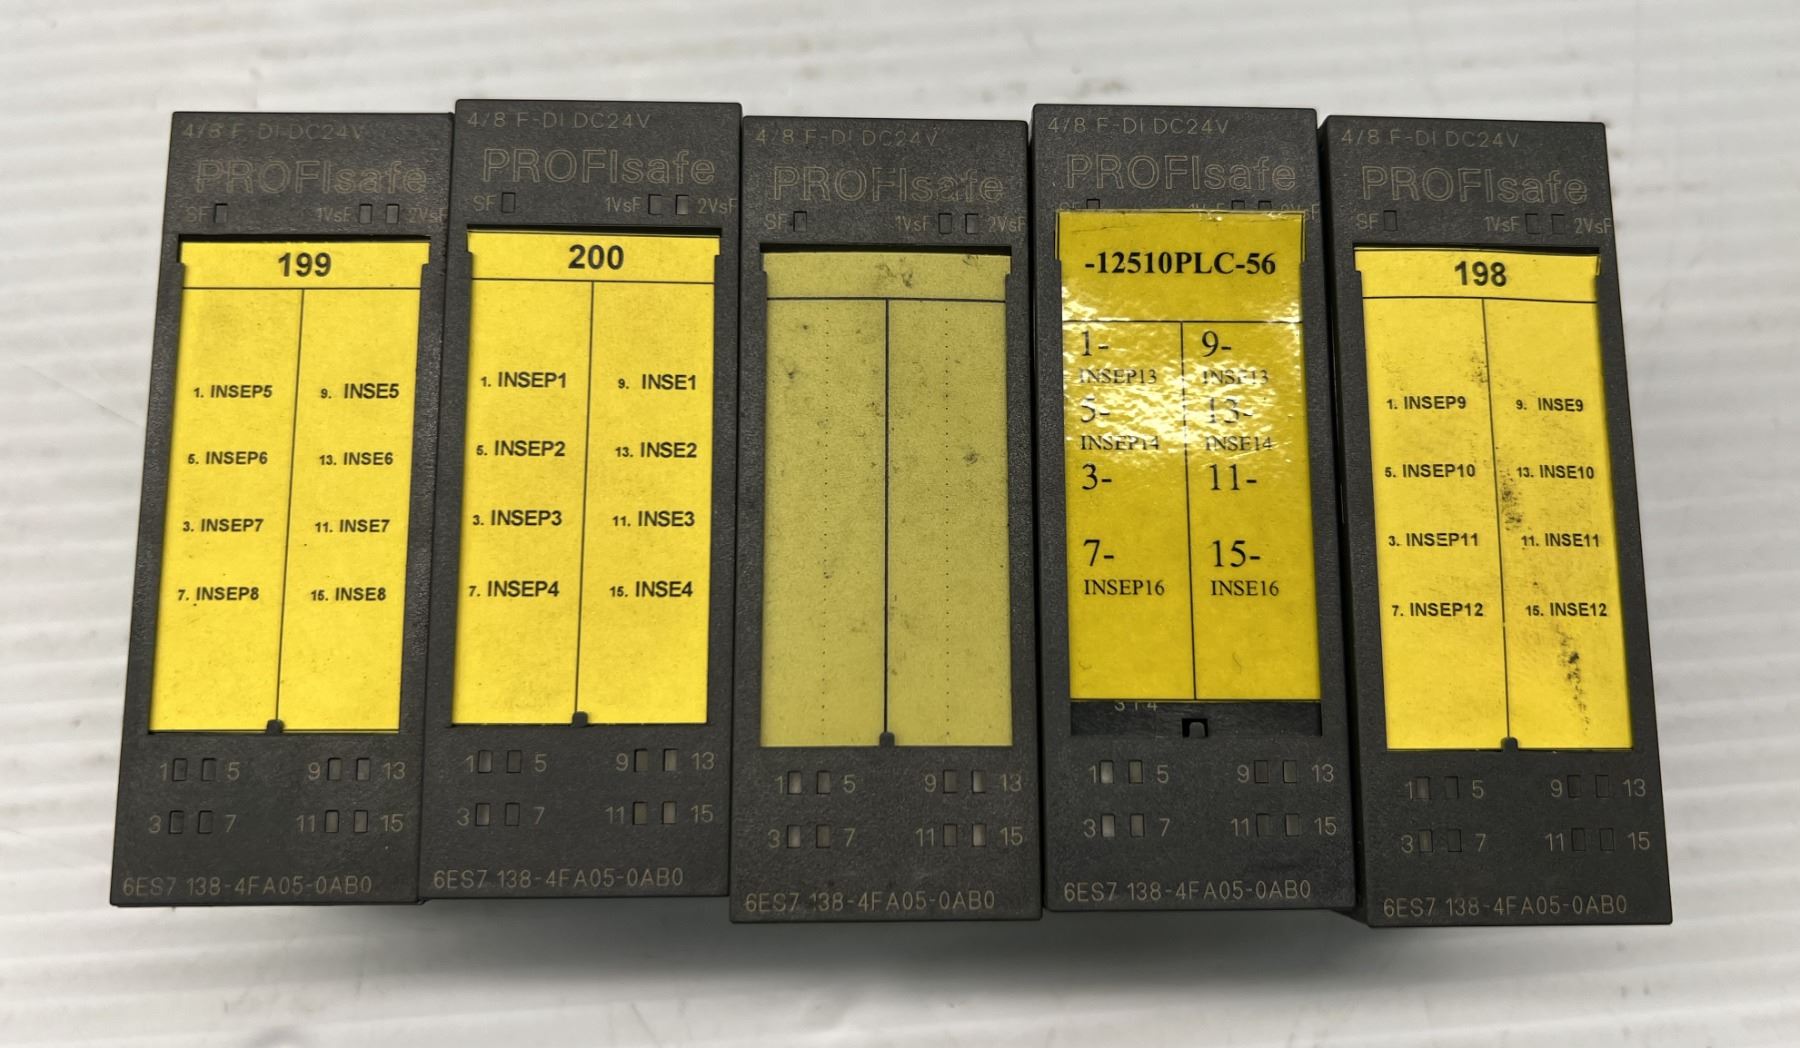 4/8 F-DI DC24V
PROFIsafe
SF 1VsF 2VsF
199
1. INSEP5 9. INSE5
5. INSEP6 13. INSE6
3. INSEP7 11. INSE7
7. INSEP8 15. INSE8
1 5 9 13
3 7 11 15
6ES7 138-4FA05-0AB0
4/8 F-DI DC24V
PROFIsafe
SF 1VsF 2VsF
200
1. INSEP1 9. INSE1
5. INSEP2 13. INSE2
3. INSEP3 11. INSE3
7. INSEP4 15. INSE4
1 5 9 13
3 7 11 15
6ES7 138-4FA05-0AB0
4/8 F-DI DC24V
PROFIsafe
SF 1VsF 2VsF
1 5 9 13
3 7 11 15
6ES7 138-4FA05-0AB0
4/8 F-DI DC24V
PROFIsafe
-12510PLC-56
1- 9-
INSEP13 INSE13
5- 13-
INSEP14 INSE14
3- 11-
7- 15-
INSEP16 INSE16
1 5 9 13
3 7 11 15
6ES7 138-4FA05-0AB0
4/8 F-DI DC24V
PROFIsafe
SF 1VsF 2VsF
198
1. INSEP9 9. INSE9
5. INSEP10 13. INSE10
3. INSEP11 11. INSE11
7. INSEP12 15. INSE12
1 5 9 13
3 7 11 15
6ES7 138-4FA05-0AB0